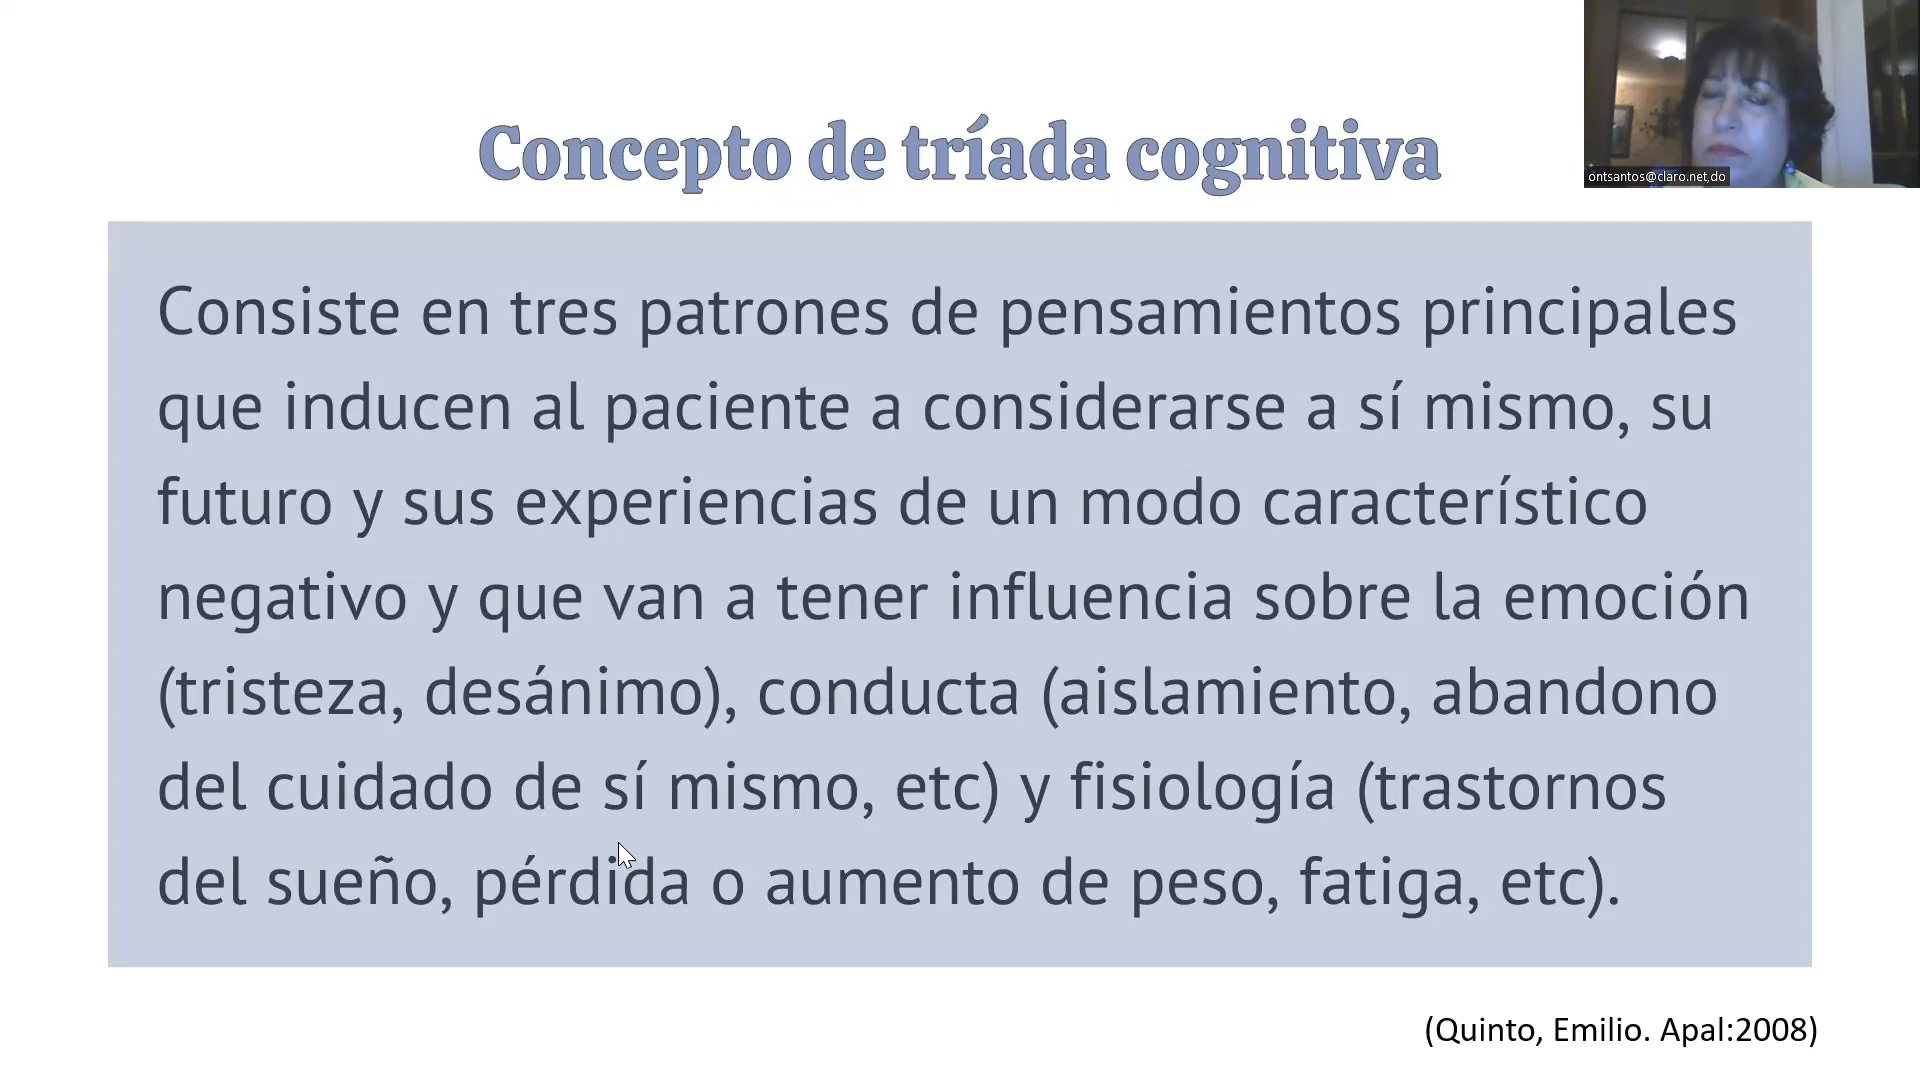 Concepto de tríada cognitiva
ontsantos@claro.net,do
Consiste en tres patrones de pensamientos principales
que inducen al paciente a considerarse a sí mismo, su
futuro y sus experiencias de un modo característico
negativo y que van a tener influencia sobre la emoción
(tristeza, desánimo), conducta (aislamiento, abandono
del cuidado de sí mismo, etc) y fisiología (trastornos
del sueño, pérdida o aumento de peso, fatiga, etc).
(Quinto, Emilio. Apal:2008)